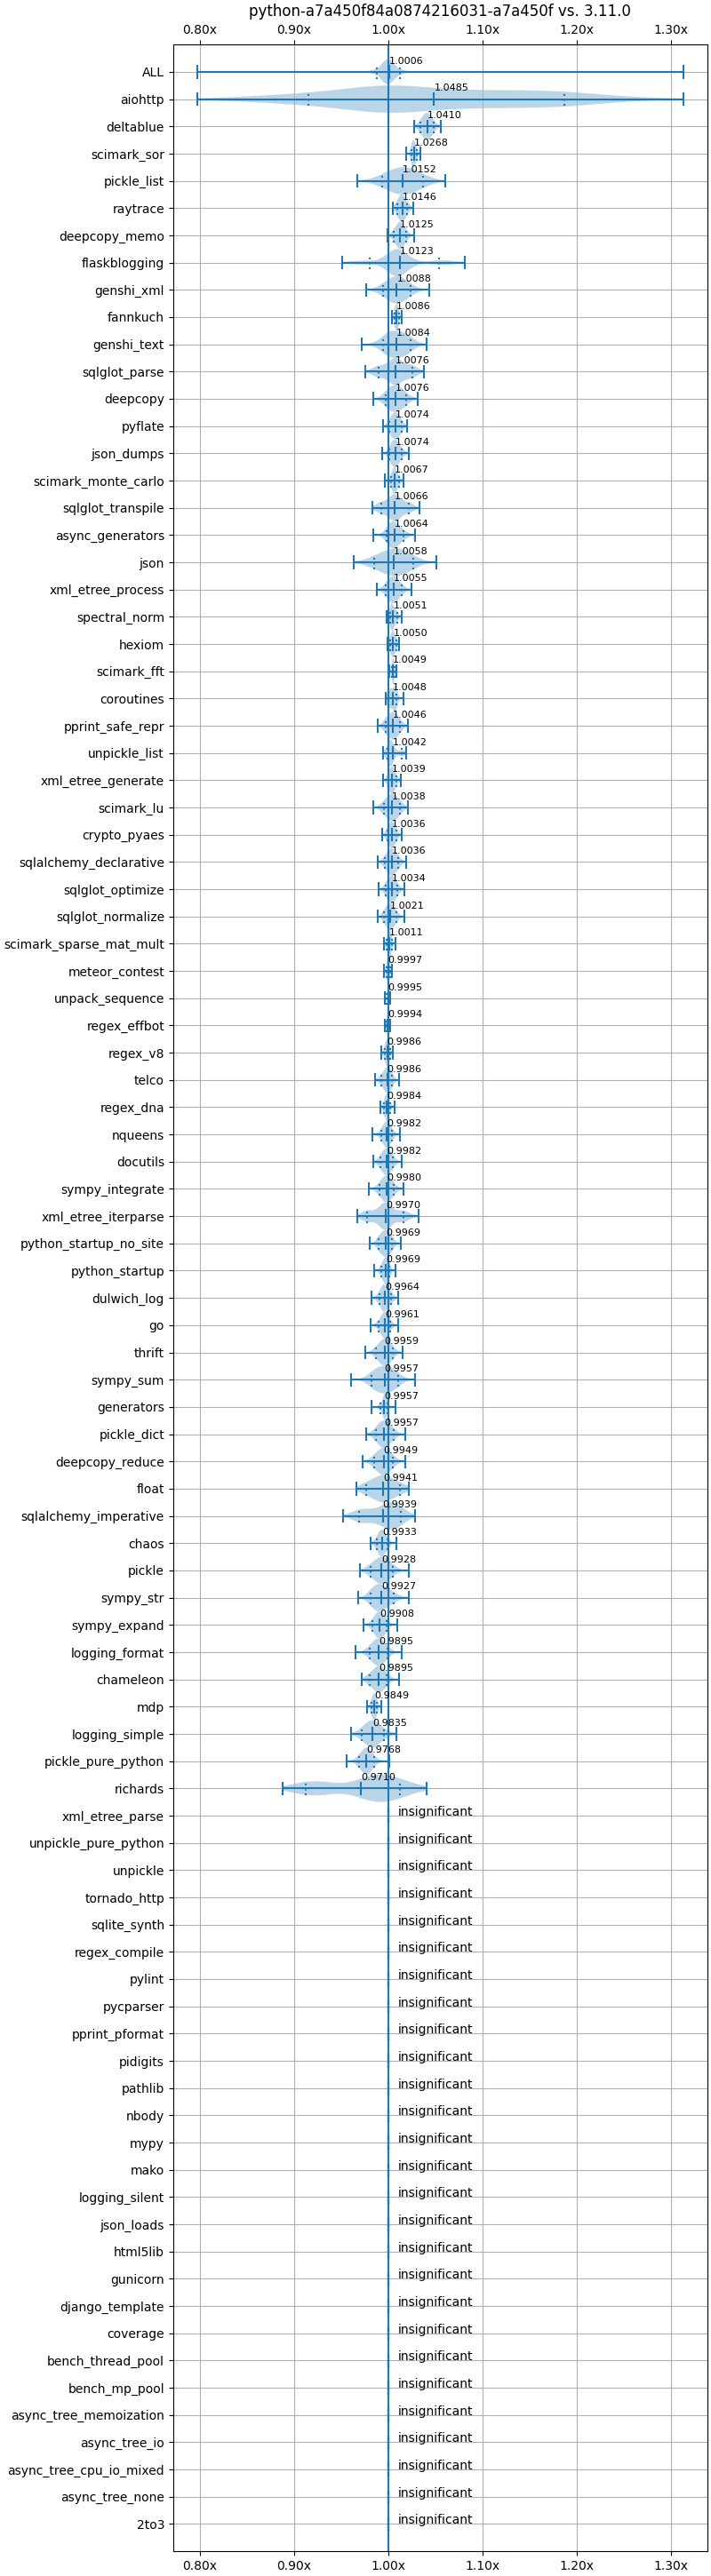 python-a7a450f84a0874216031-a7a450f vs. 3.11.0
0.80x 0.90x 1.00x 1.10x 1.20x 1.30x
ALL 1.0006
aiohttp 1.0485
deltablue 1.0410
scimark_sor 1.0268
pickle_list 1.0152
raytrace 1.0146
deepcopy_memo 1.0125
flaskblogging 1.0123
genshi_xml 1.0088
fannkuch 1.0086
genshi_text 1.0084
sqlglot_parse 1.0076
deepcopy 1.0076
pyflate 1.0074
json_dumps 1.0074
scimark_monte_carlo 1.0067
sqlglot_transpile 1.0066
async_generators 1.0064
json 1.0058
xml_etree_process 1.0055
spectral_norm 1.0051
hexiom 1.0050
scimark_fft 1.0049
coroutines 1.0048
pprint_safe_repr 1.0046
unpickle_list 1.0042
xml_etree_generate 1.0039
scimark_lu 1.0038
crypto_pyaes 1.0036
sqlalchemy_declarative 1.0036
sqlglot_optimize 1.0034
sqlglot_normalize 1.0021
scimark_sparse_mat_mult 1.0011
meteor_contest 0.9997
unpack_sequence 0.9995
regex_effbot 0.9994
regex_v8 0.9986
telco 0.9986
regex_dna 0.9984
nqueens 0.9982
docutils 0.9982
sympy_integrate 0.9980
xml_etree_iterparse 0.9970
python_startup_no_site 0.9969
python_startup 0.9969
dulwich_log 0.9964
go 0.9961
thrift 0.9959
sympy_sum 0.9957
generators 0.9957
pickle_dict 0.9957
deepcopy_reduce 0.9949
float 0.9941
sqlalchemy_imperative 0.9939
chaos 0.9933
pickle 0.9928
sympy_str 0.9927
sympy_expand 0.9908
logging_format 0.9895
chameleon 0.9895
mdp 0.9849
logging_simple 0.9835
pickle_pure_python 0.9768
richards 0.9710
xml_etree_parse insignificant
unpickle_pure_python insignificant
unpickle insignificant
tornado_http insignificant
sqlite_synth insignificant
regex_compile insignificant
pylint insignificant
pycparser insignificant
pprint_pformat insignificant
pidigits insignificant
pathlib insignificant
nbody insignificant
mypy insignificant
mako insignificant
logging_silent insignificant
json_loads insignificant
html5lib insignificant
gunicorn insignificant
django_template insignificant
coverage insignificant
bench_thread_pool insignificant
bench_mp_pool insignificant
async_tree_memoization insignificant
async_tree_io insignificant
async_tree_cpu_io_mixed insignificant
async_tree_none insignificant
2to3 insignificant
0.80x 0.90x 1.00x 1.10x 1.20x 1.30x